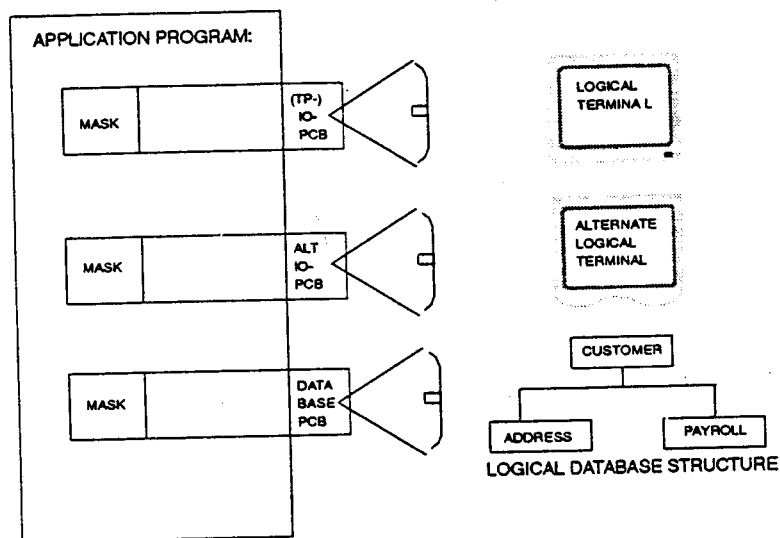 APPLICATION PROGRAM:
MASK
(TP-)
IO-
PCB
LOGICAL
TERMINAL
MASK
ALT
IO-
PCB
ALTERNATE
LOGICAL
TERMINAL
MASK
DATA
BASE
PCB
CUSTOMER
ADDRESS
PAYROLL
LOGICAL DATABASE STRUCTURE